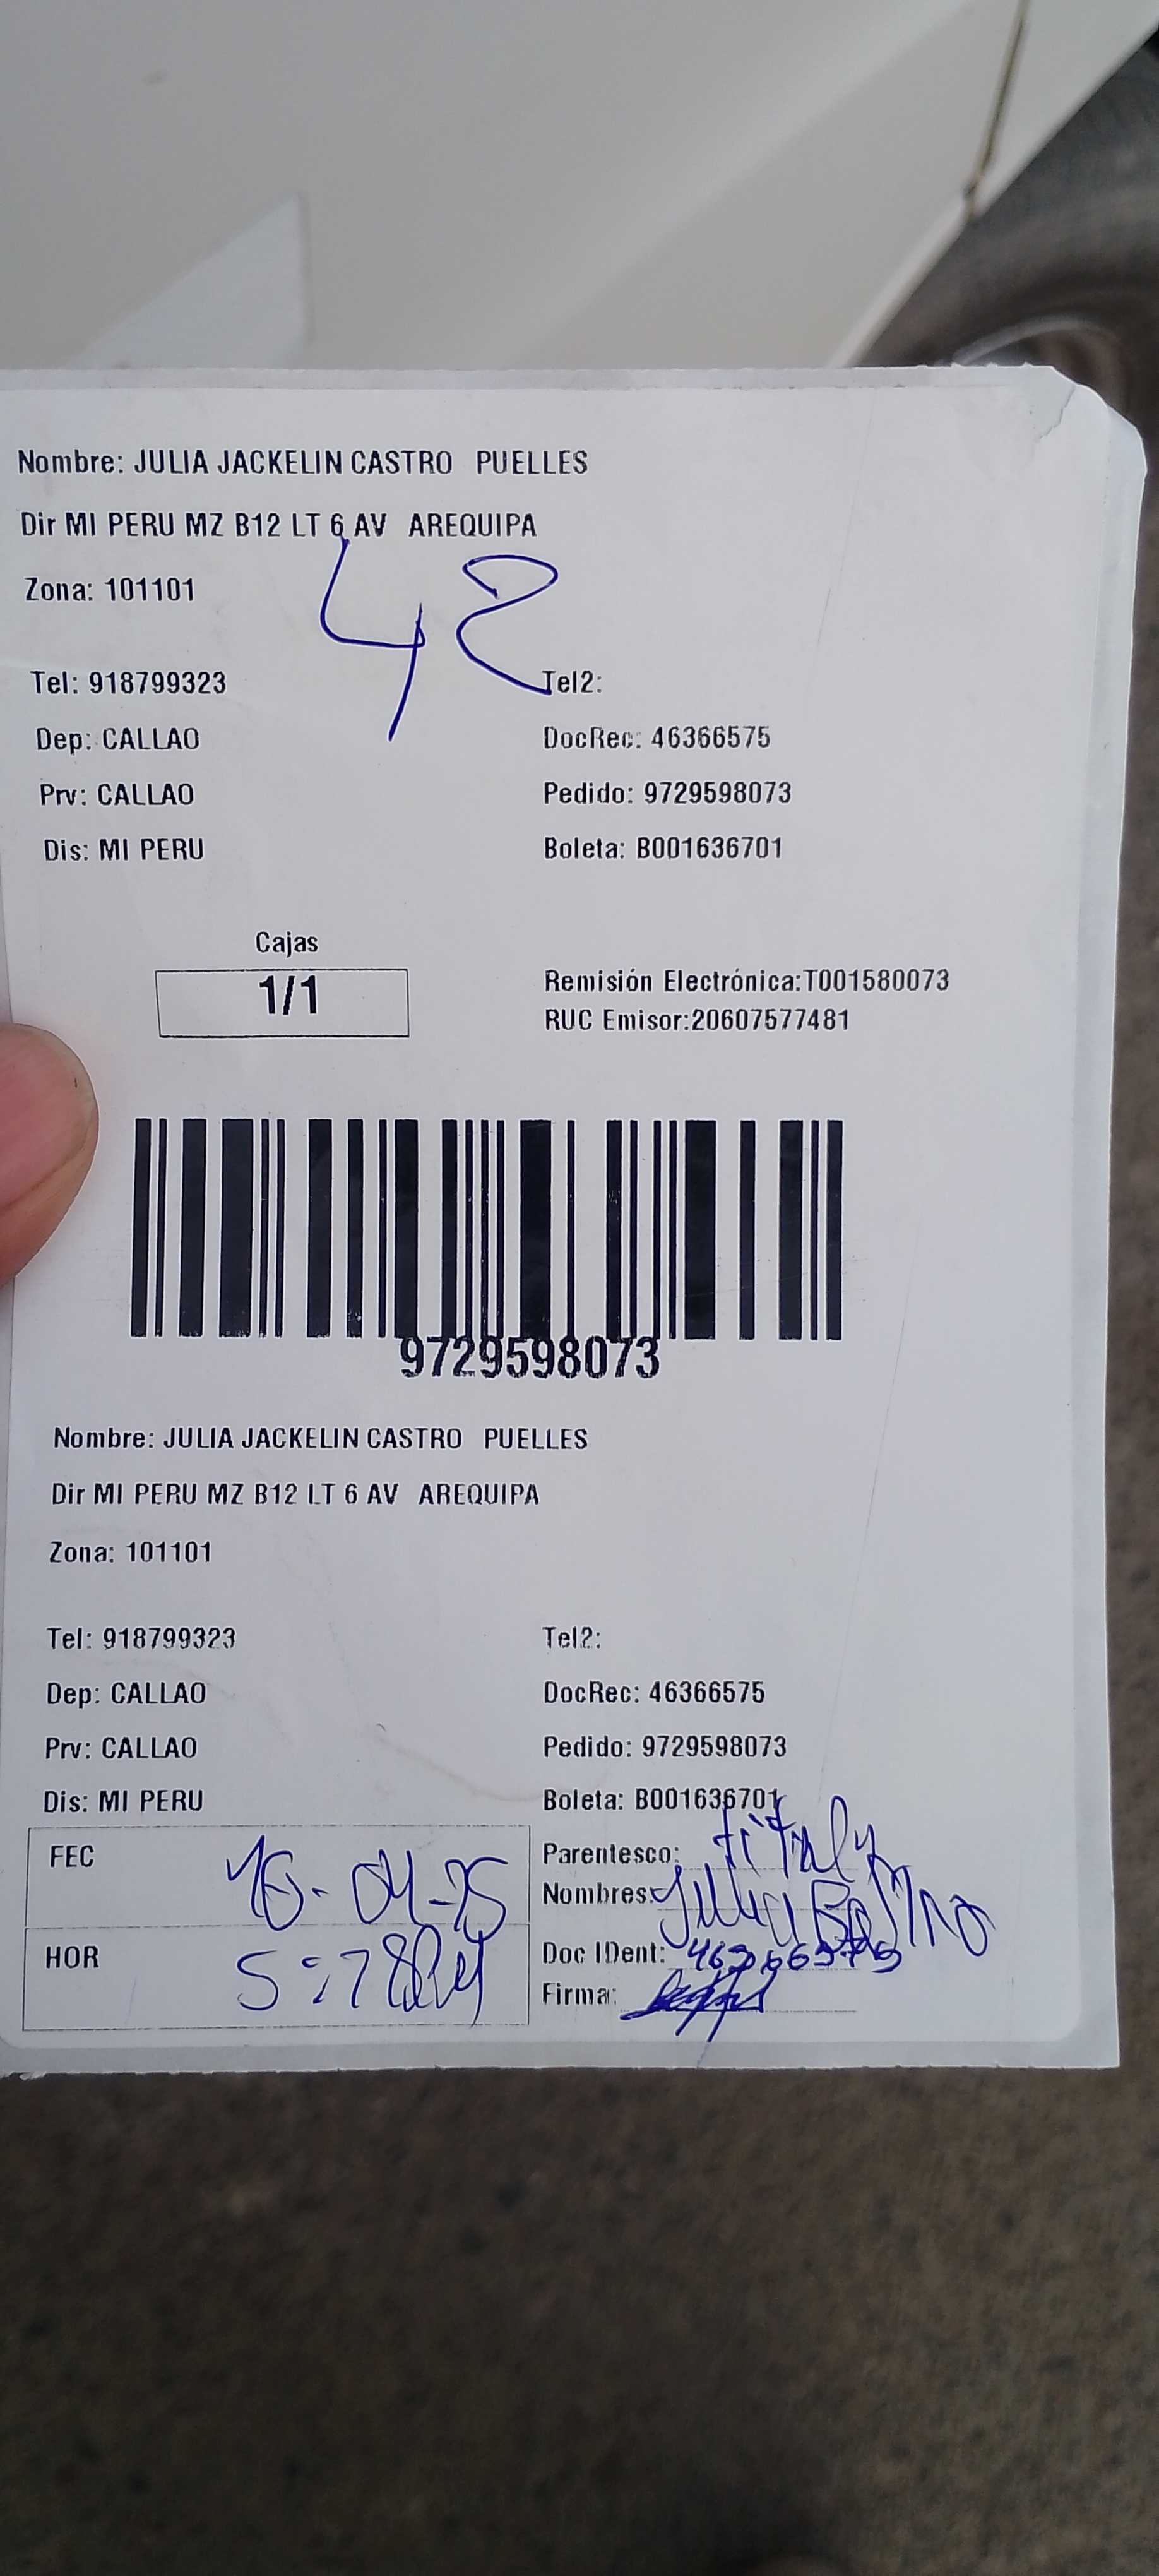 Nombre: JULIA JACKELIN CASTRO PUELLES
Dir MI PERU MZ B12 LT 6 AV AREQUIPA
Zona: 101101
42
Tel: 918799323 Tel2:
Dep: CALLAO DocRec: 46366575
Prv: CALLAO Pedido: 9729598073
Dis: MI PERU Boleta: B001636701
Cajas
1/1
Remisión Electrónica:T001580073
RUC Emisor:20607577481
9729598073
Nombre: JULIA JACKELIN CASTRO PUELLES
Dir MI PERU MZ B12 LT 6 AV AREQUIPA
Zona: 101101
Tel: 918799323 Tel2:
Dep: CALLAO DocRec: 46366575
Prv: CALLAO Pedido: 9729598073
Dis: MI PERU Boleta: B001636701
FEC
HOR
Parentesco:
Nombres: Julia
Doc IDent:
Firma: